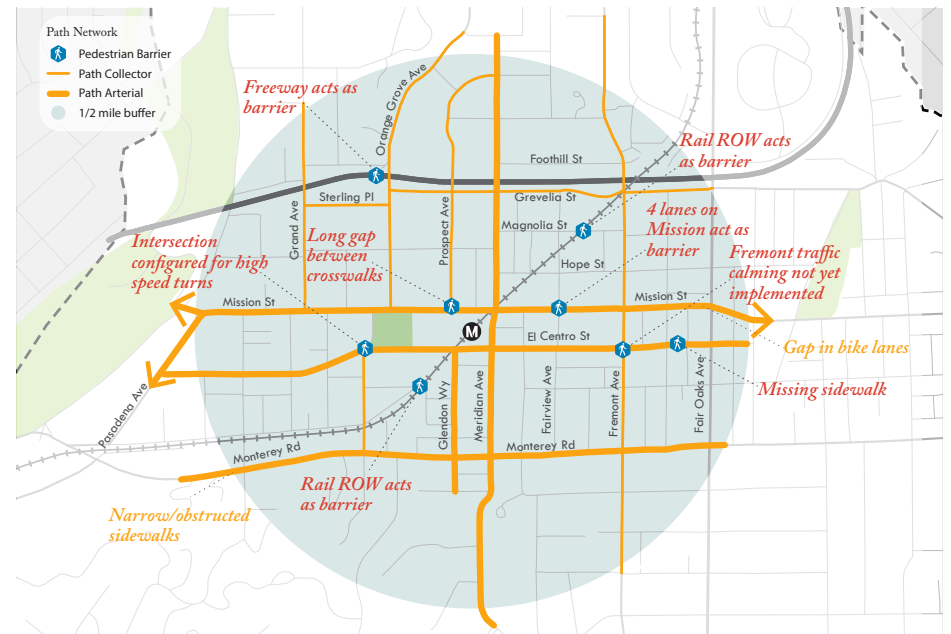 Path Network
Pedestrian Barrier
Path Collector
Path Arterial
1/2 mile buffer
Freeway acts as
barrier
Orange Grove Ave
Rail ROW acts
as barrier
Foothill St
Sterling Pl
Grevelia St
Grand Ave
Prospect Ave
Magnolia St
4 lanes on
Mission act as
barrier
Intersection
configured for high
speed turns
Long gap
between
crosswalks
Hope St
Fremont traffic
calming not yet
implemented
Mission St
Mission St
M
El Centro St
Gap in bike lanes
Pasadena Ave
Glendon Wy
Meridian Ave
Fairview Ave
Fremont Ave
Fair Oaks Ave
Missing sidewalk
Monterey Rd
Monterey Rd
Rail ROW acts
as barrier
Narrow/obstructed
sidewalks